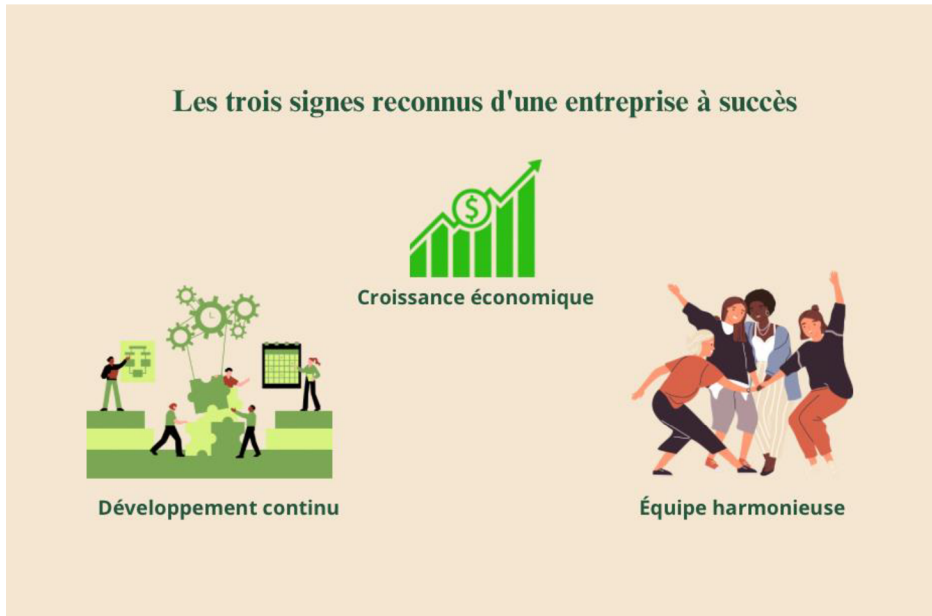 Les trois signes reconnus d'une entreprise à succès
$
Croissance économique
Développement continu
Équipe harmonieuse